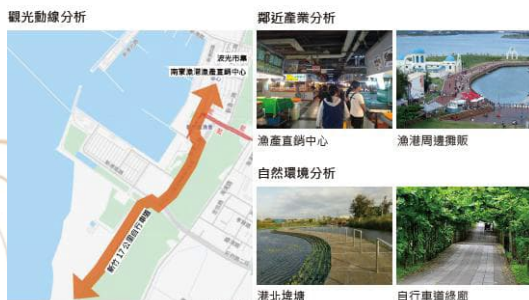 觀光動線分析
波光市集
南寮漁港漁產直銷中心
新竹17公里自行車道
鄰近產業分析
漁產直銷中心
漁港周邊攤販
自然環境分析
港北埤塘
自行車道綠廊